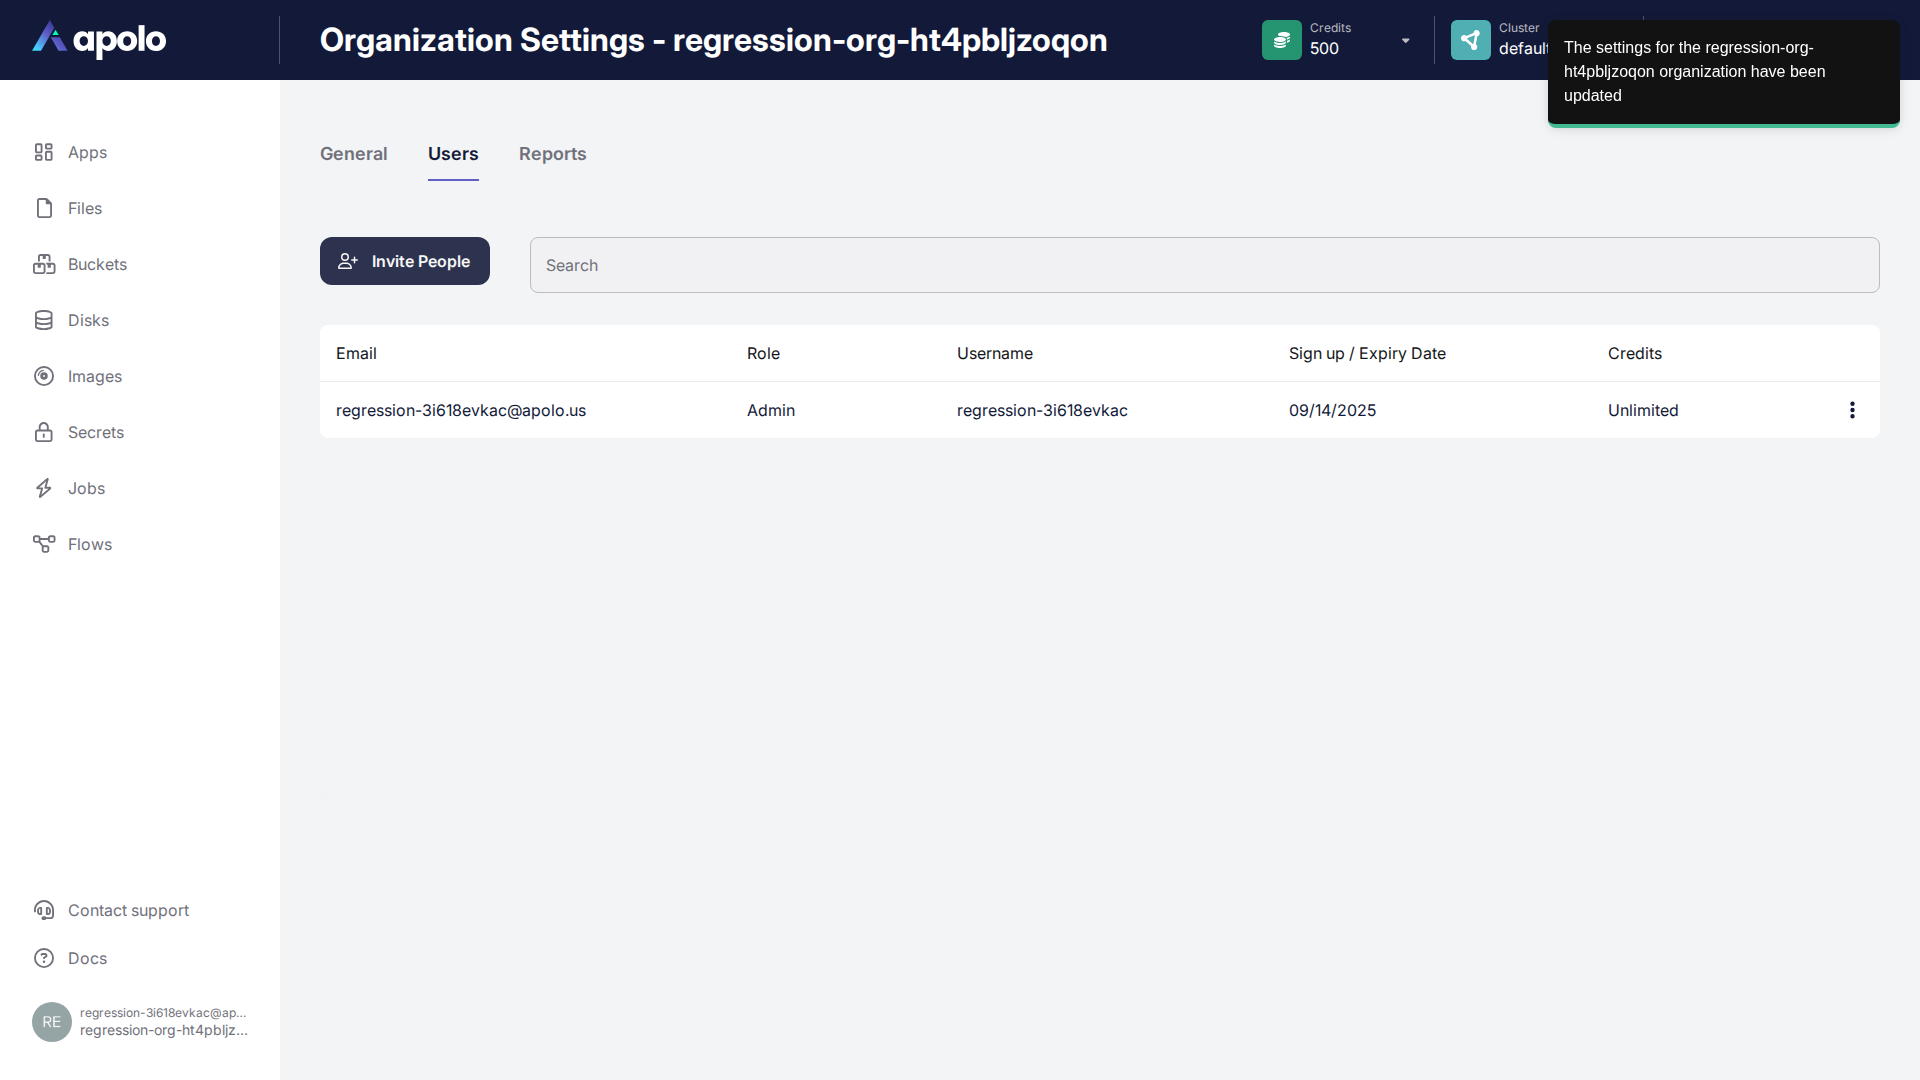 apolo
Organization Settings - regression-org-ht4pbljzoqon
Credits
500
Cluster
default
The settings for the regression-org-
ht4pbljzoqon organization have been
updated
Apps
Files
Buckets
Disks
Images
Secrets
Jobs
Flows
General Users Reports
Invite People
Search
Email Role Username Sign up / Expiry Date Credits
regression-3i618evkac@apolo.us Admin regression-3i618evkac 09/14/2025 Unlimited
Contact support
Docs
RE
regression-3i618evkac@ap...
regression-org-ht4pbljz...